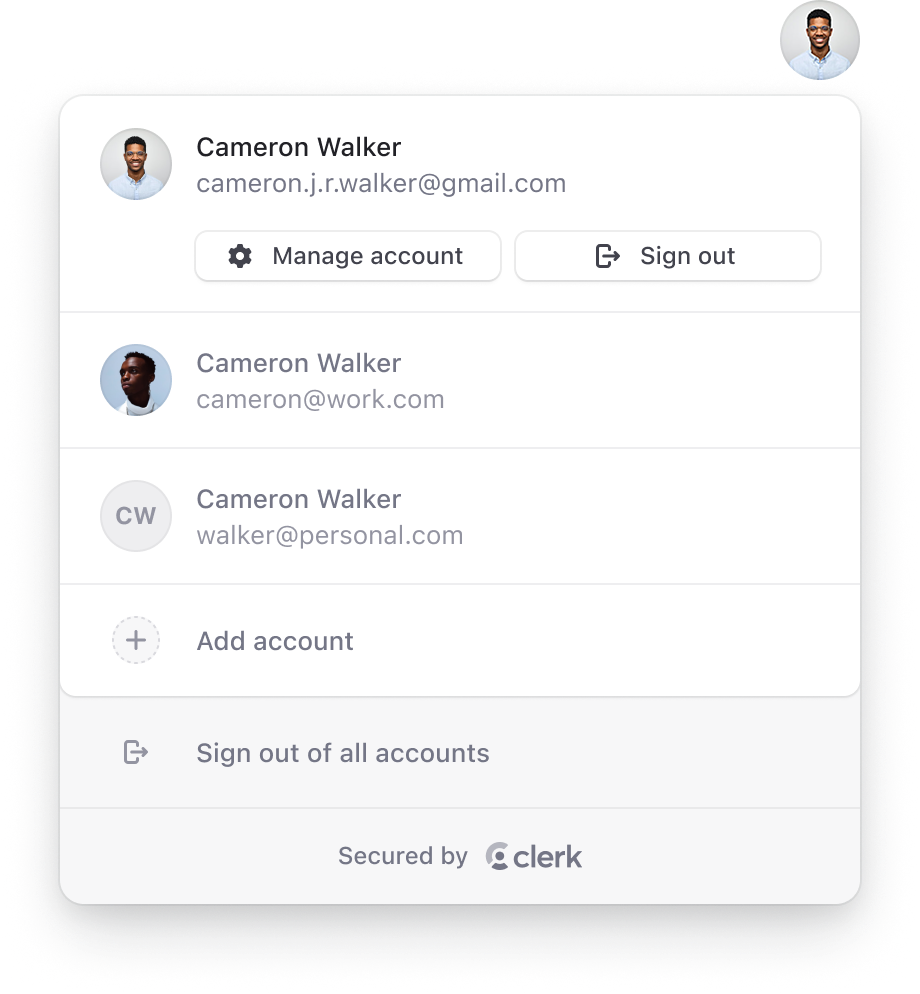 Cameron Walker
cameron.j.r.walker@gmail.com
Manage account
Sign out
Cameron Walker
cameron@work.com
CW
Cameron Walker
walker@personal.com
Add account
Sign out of all accounts
Secured by clerk